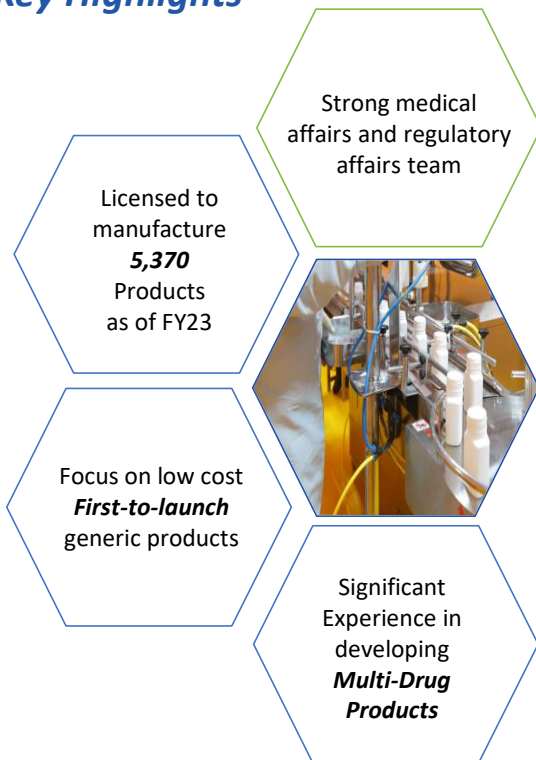 Key Highlights
Strong medical
affairs and regulatory
affairs team
Licensed to
manufacture
5,370
Products
as of FY23
Focus on low cost
First-to-launch
generic products
Significant
Experience in
developing
Multi-Drug
Products